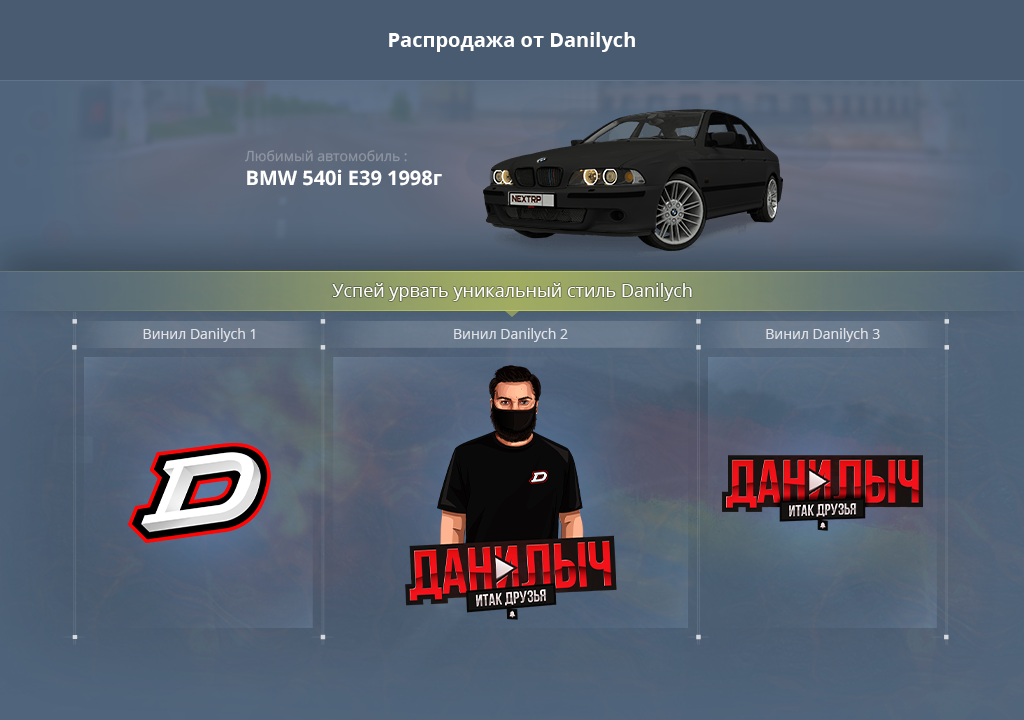 Распродажа от Danilych
Любимый автомобиль :
BMW 540i E39 1998г
NEXTRP
Успей урвать уникальный стиль Danilych
Винил Danilych 1
Винил Danilych 2
Винил Danilych 3
D
D
ДАНИЛЫЧ
ИТАК ДРУЗЬЯ
ДАНИЛЫЧ
ИТАК ДРУЗЬЯ